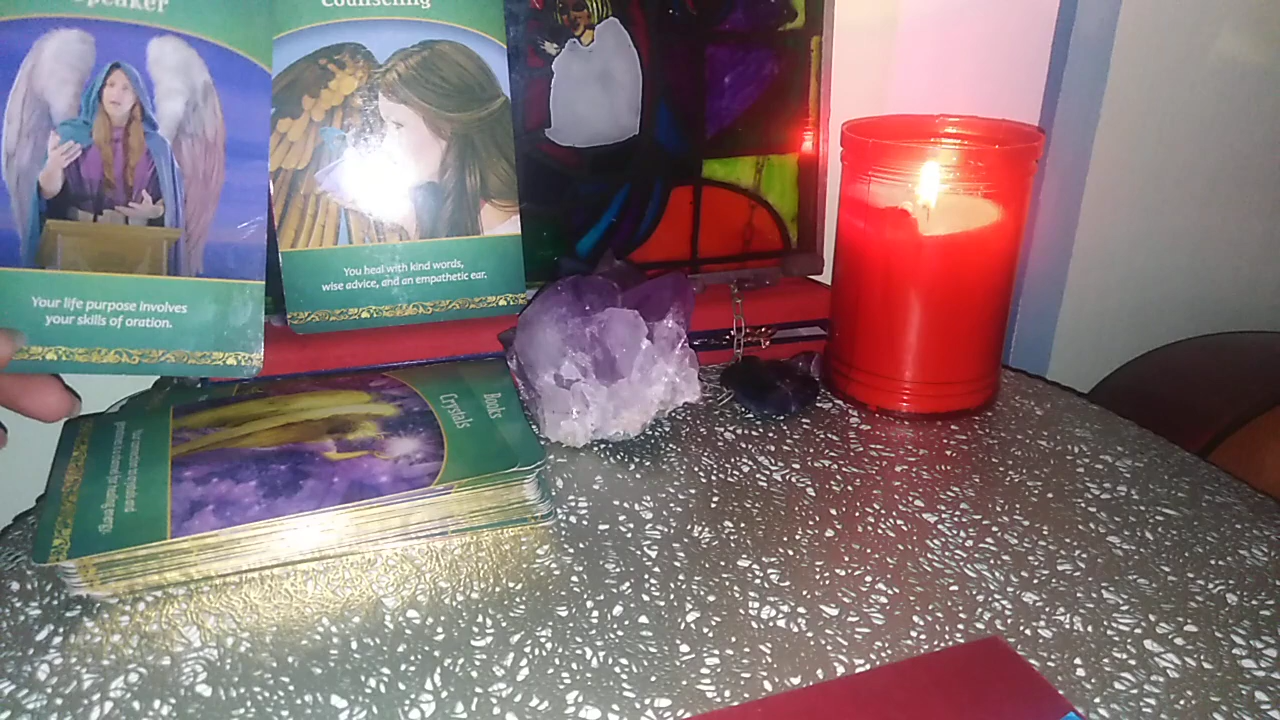 Speaker
Your life purpose involves
your skills of oration.
Counseling
You heal with kind words,
wise advice, and an empathetic ear.
Books
Crystals